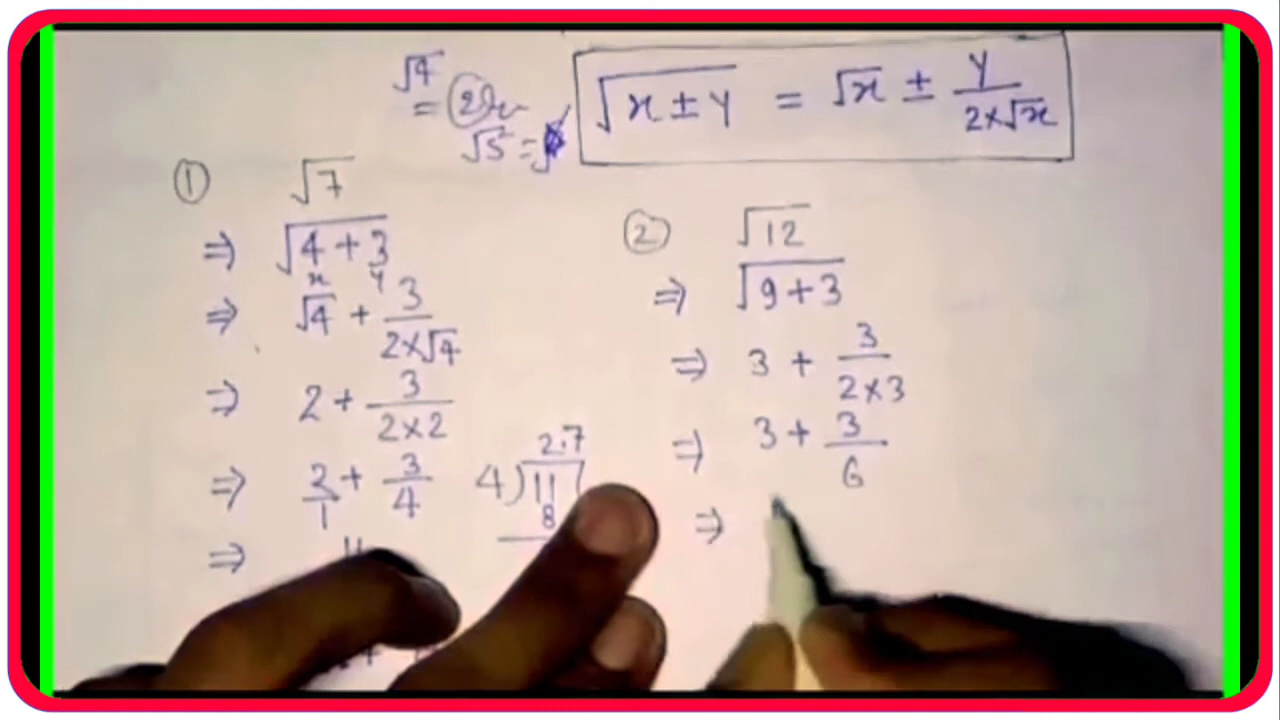 √4
= 2
√5 =
√(x ± y) = √x ± y/(2×√x)
① √7
⇒ √(4 + 3)
x y
⇒ √4 + 3/(2×√4)
⇒ 2 + 3/(2×2)
⇒ 2/1 + 3/4
⇒ 11
2.7
4)11
8
② √12
⇒ √(9 + 3)
⇒ 3 + 3/(2×3)
⇒ 3 + 3/6
⇒